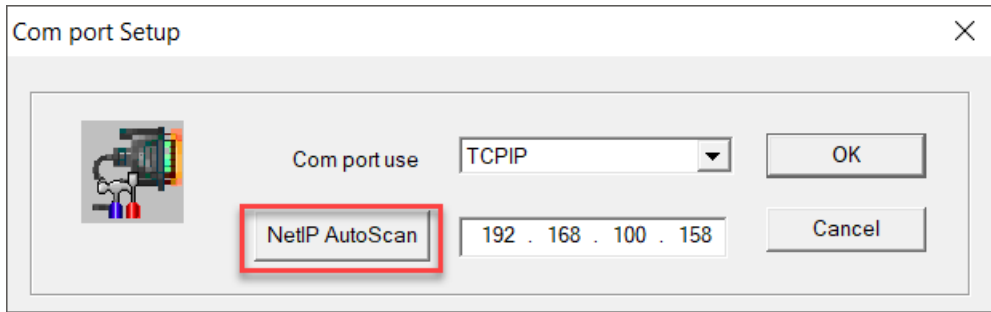 Com port Setup
Com port use
TCPIP
OK
NetIP AutoScan
192 . 168 . 100 . 158
Cancel